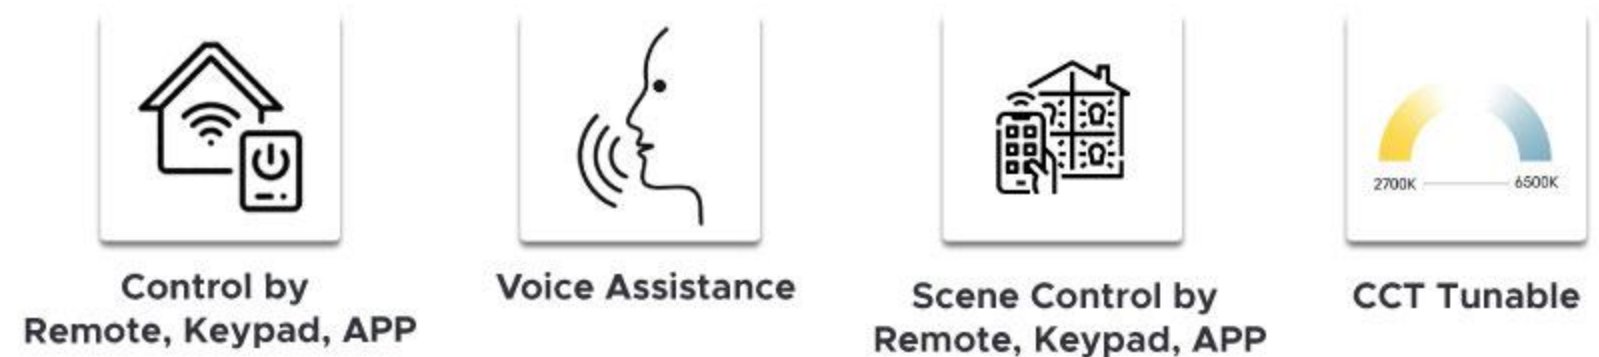 Control by
Remote, Keypad, APP
Voice Assistance
Scene Control by
Remote, Keypad, APP
2700K 6500K
CCT Tunable